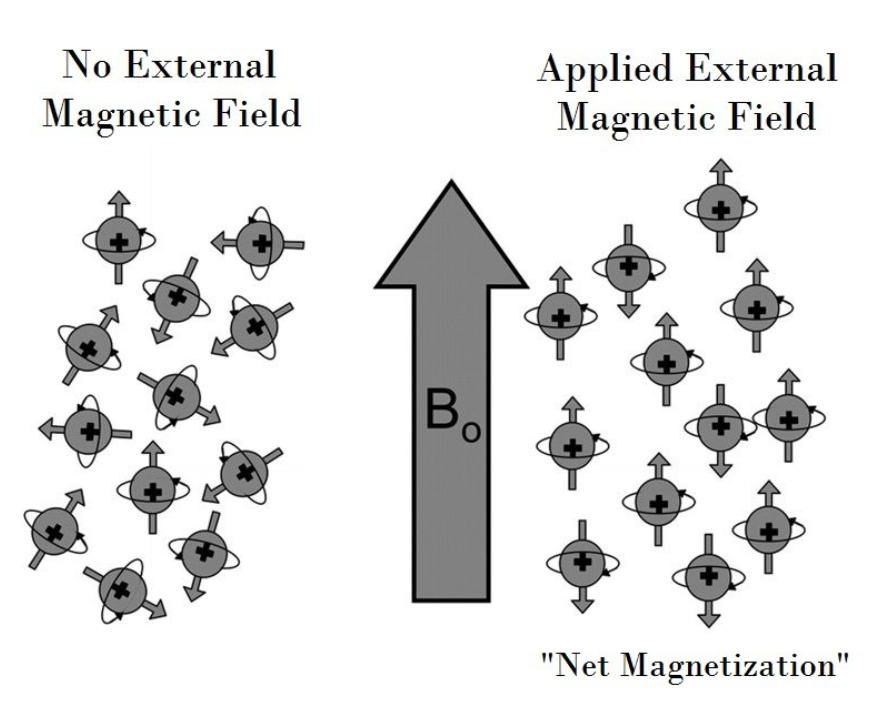 No External
Magnetic Field
Applied External
Magnetic Field
Bo
"Net Magnetization"